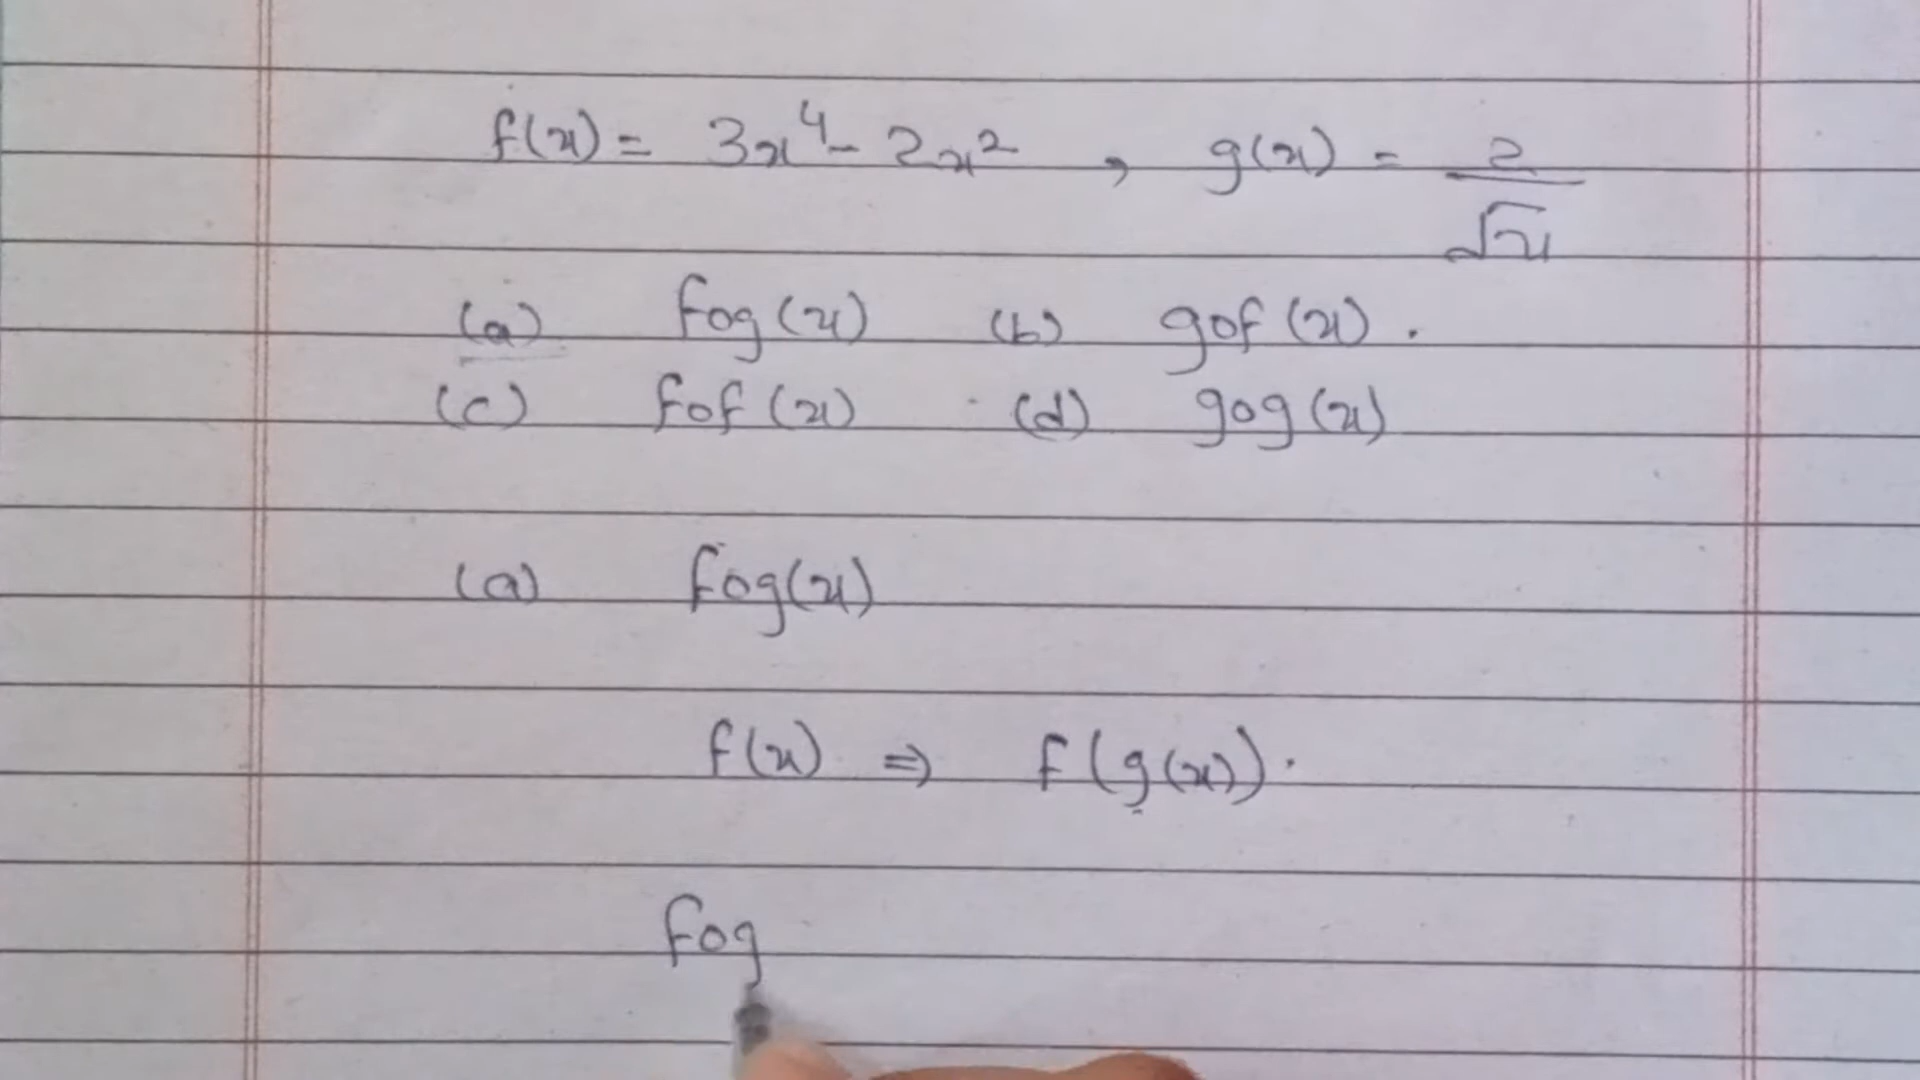 f(x) = 3x⁴ - 2x² , g(x) = 2/√x
(a) fog(x) (b) gof(x).
(c) fof(x) (d) gog(x)
(a) fog(x)
f(x) ⇒ f(g(x)).
fog